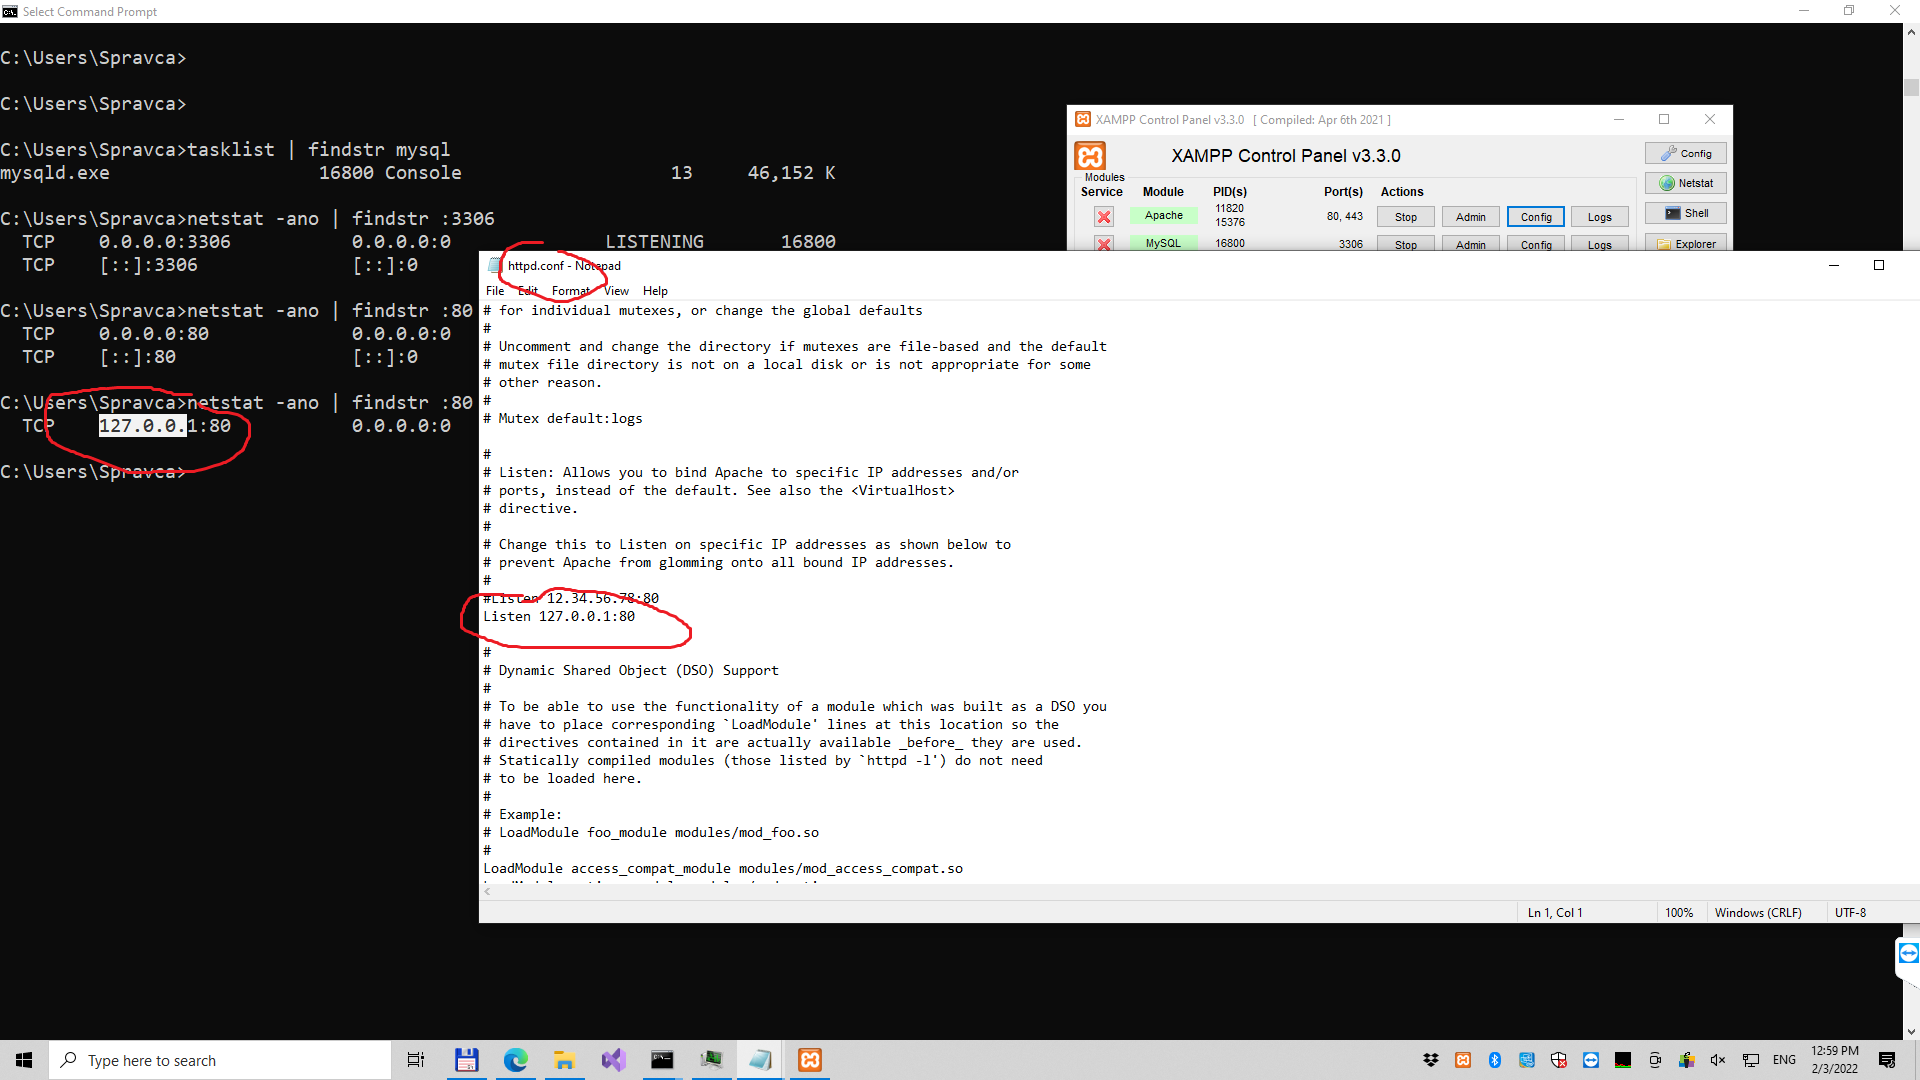 Select Command Prompt
C:\Users\Spravca>
C:\Users\Spravca>
C:\Users\Spravca>tasklist | findstr mysql
mysqld.exe 16800 Console 13 46,152 K
C:\Users\Spravca>netstat -ano | findstr :3306
TCP 0.0.0.0:3306 0.0.0.0:0 LISTENING 16800
TCP [::]:3306 [::]:0
C:\Users\Spravca>netstat -ano | findstr :80
TCP 0.0.0.0:80 0.0.0.0:0
TCP [::]:80 [::]:0
C:\Users\Spravca>netstat -ano | findstr :80
TCP 127.0.0.1:80 0.0.0.0:0
C:\Users\Spravca>
XAMPP Control Panel v3.3.0 [ Compiled: Apr 6th 2021 ]
XAMPP Control Panel v3.3.0
Config
Modules
Service Module PID(s) Port(s) Actions
Netstat
Apache 11820 15376 80, 443 Stop Admin Config Logs
Shell
MySQL 16800 3306 Stop Admin Config Logs
Explorer
httpd.conf - Notepad
File Edit Format View Help
# for individual mutexes, or change the global defaults
#
# Uncomment and change the directory if mutexes are file-based and the default
# mutex file directory is not on a local disk or is not appropriate for some
# other reason.
#
# Mutex default:logs
#
# Listen: Allows you to bind Apache to specific IP addresses and/or
# ports, instead of the default. See also the <VirtualHost>
# directive.
#
# Change this to Listen on specific IP addresses as shown below to
# prevent Apache from glomming onto all bound IP addresses.
#
#Listen 12.34.56.78:80
Listen 127.0.0.1:80
#
# Dynamic Shared Object (DSO) Support
#
# To be able to use the functionality of a module which was built as a DSO you
# have to place corresponding `LoadModule' lines at this location so the
# directives contained in it are actually available _before_ they are used.
# Statically compiled modules (those listed by `httpd -l') do not need
# to be loaded here.
#
# Example:
# LoadModule foo_module modules/mod_foo.so
#
LoadModule access_compat_module modules/mod_access_compat.so
Ln 1, Col 1 100% Windows (CRLF) UTF-8
Type here to search
ENG
12:59 PM
2/3/2022